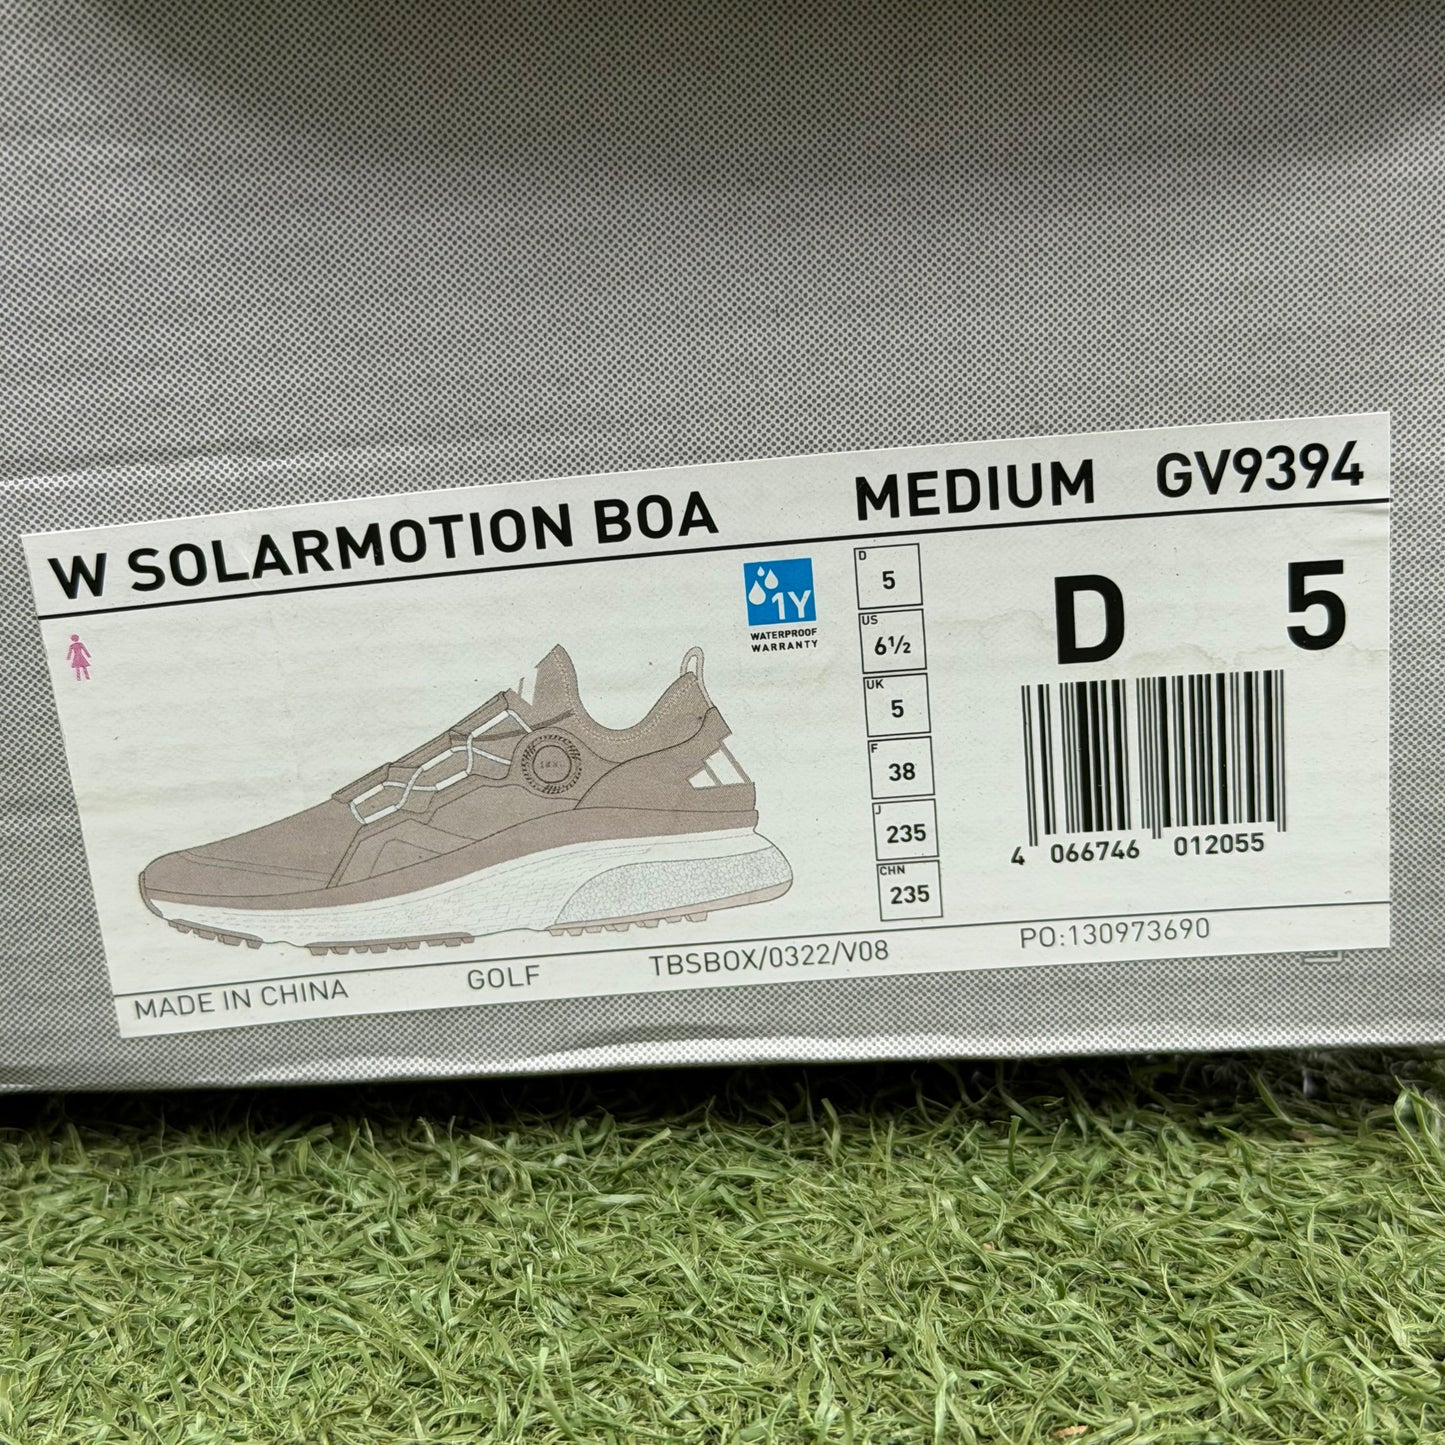 W SOLARMOTION BOA MEDIUM GV9394
1Y
WATERPROOF
WARRANTY
D 5
US 6½
UK 5
F 38
J 235
CHN 235
D 5
4 066746 012055
MADE IN CHINA GOLF TBSBOX/0322/V08 PO:130973690